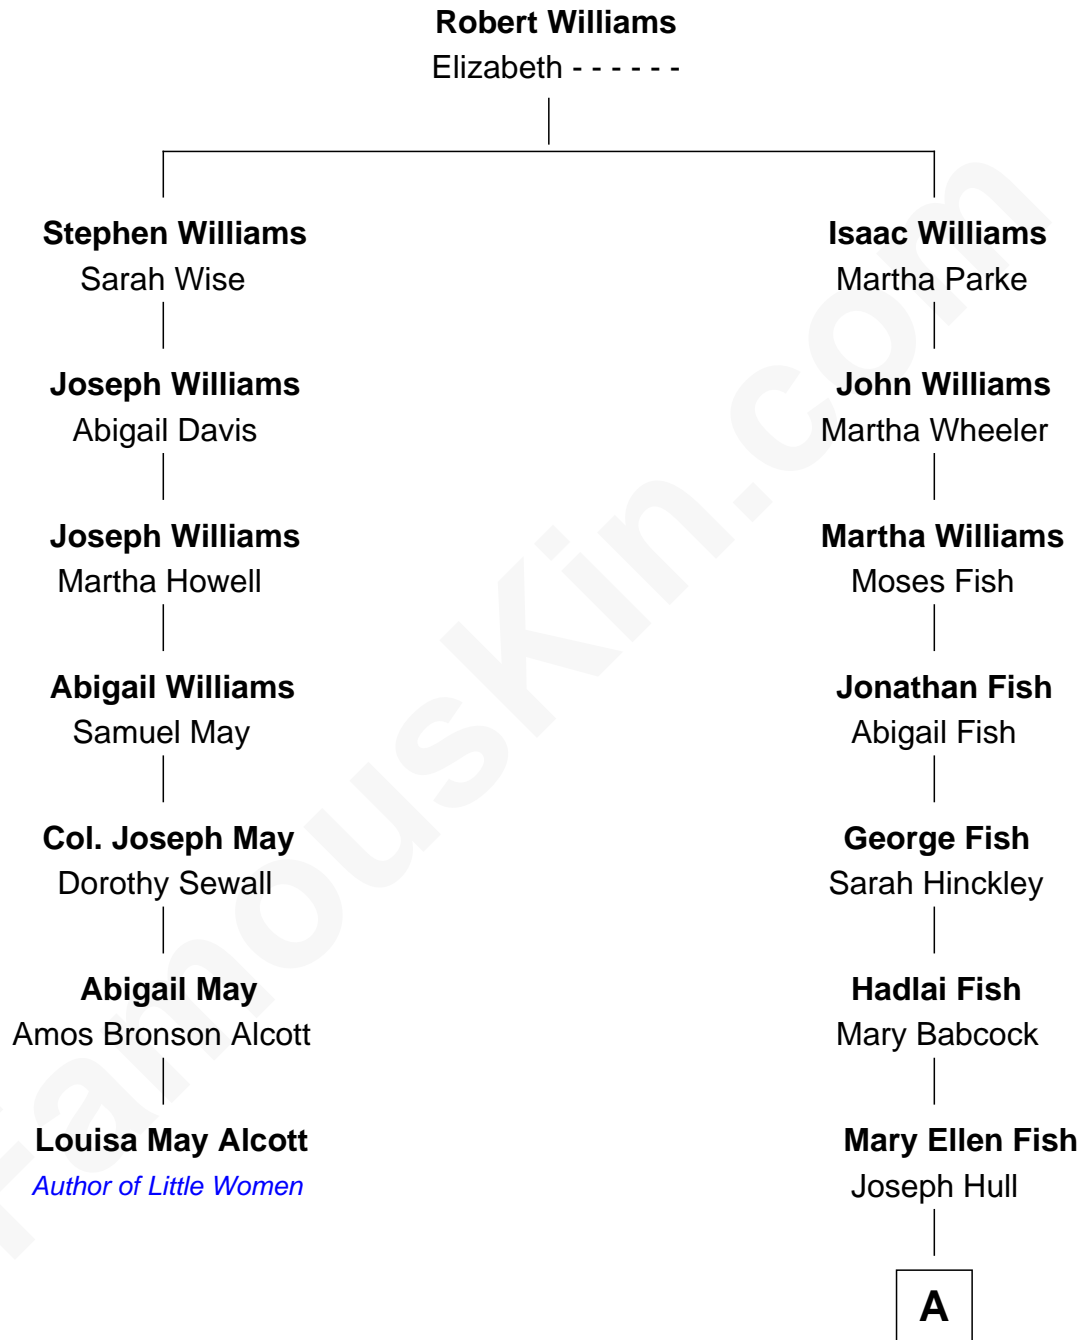 Robert Williams
Elizabeth - - - - - -
Stephen Williams
Sarah Wise
Isaac Williams
Martha Parke
Joseph Williams
Abigail Davis
John Williams
Martha Wheeler
Joseph Williams
Martha Howell
Martha Williams
Moses Fish
Abigail Williams
Samuel May
Jonathan Fish
Abigail Fish
Col. Joseph May
Dorothy Sewall
George Fish
Sarah Hinckley
Abigail May
Amos Bronson Alcott
Hadlai Fish
Mary Babcock
Louisa May Alcott
Author of Little Women
Mary Ellen Fish
Joseph Hull
A
FamousKin.com